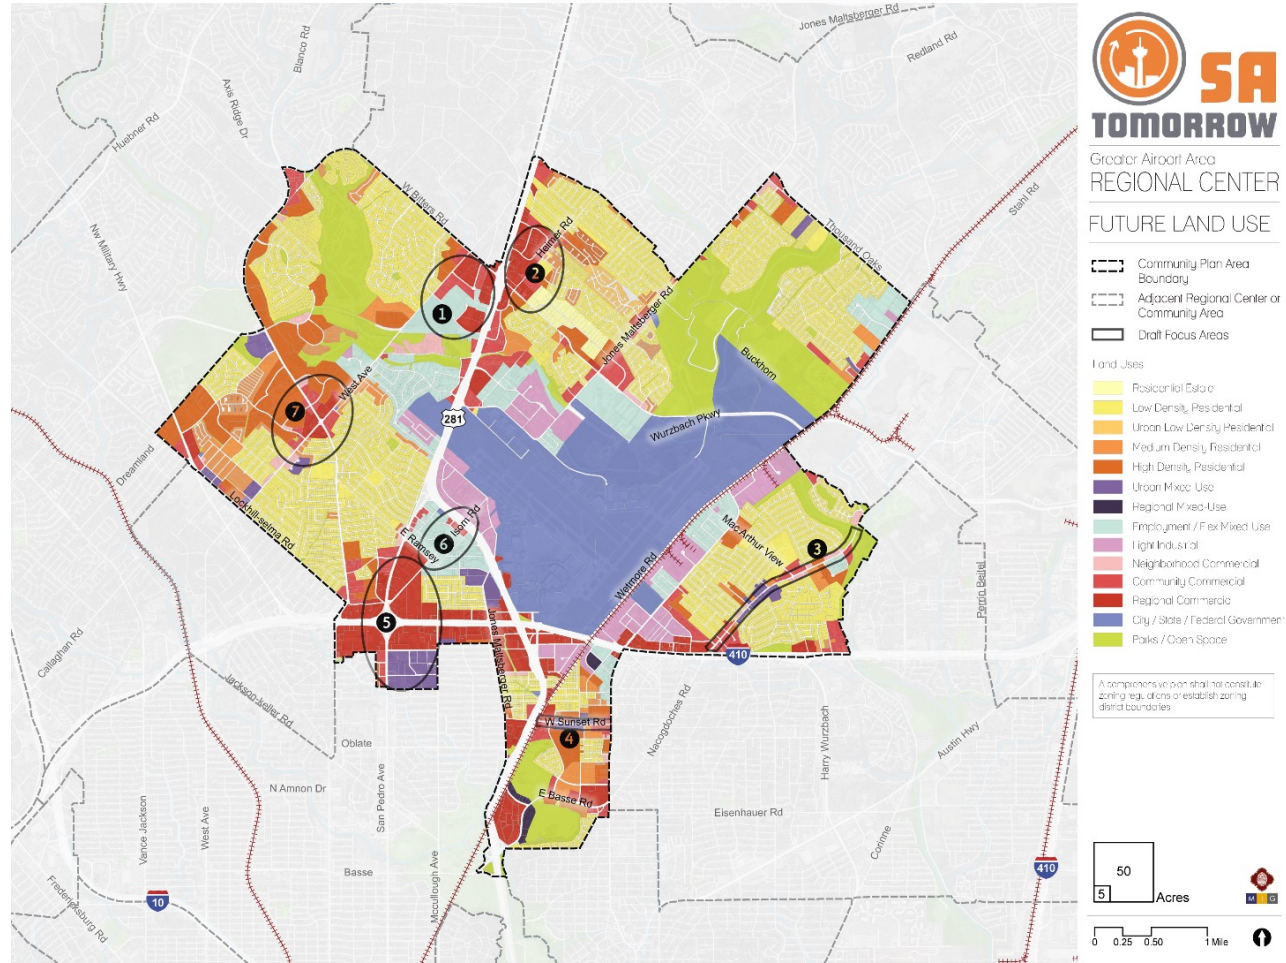 Jones Maltsberger Rd
Redland Rd
Blanco Rd
Axis Ridge Dr
Huebner Rd
W Bitters Rd
Stahl Rd
Nw Military Hwy
Heimer Rd
Thousand Oaks
2
1
Jones Maltsberger Rd
Buckhorn
West Ave
7
281
Wurzbach Pkwy
Dreamland
Lockhill-selma Rd
Isom Rd
E Ramsey
6
Mac Arthur View
3
Wetmore Rd
Perrin Beitel
5
Jones Maltsberger Rd
410
Callaghan Rd
Jackson-keller Rd
W Sunset Rd
4
Nacogdoches Rd
Harry Wurzbach
Austin Hwy
Oblate
N Amnon Dr
San Pedro Ave
E Basse Rd
Eisenhauer Rd
Vance Jackson
West Ave
Corinne
Basse
Mccullough Ave
410
10
Fredericksburg Rd
SA
TOMORROW
Greater Airport Area
REGIONAL CENTER
FUTURE LAND USE
Community Plan Area
Boundary
Adjacent Regional Center or
Community Area
Draft Focus Areas
Land Uses
Residential Estate
Low Density Residential
Urban Low Density Residential
Medium Density Residential
High Density Residential
Urban Mixed-Use
Regional Mixed-Use
Employment / Flex Mixed Use
Light Industrial
Neighborhood Commercial
Community Commercial
Regional Commercial
City / State / Federal Government
Parks / Open Space
A comprehensive plan shall not constitute
zoning regulations or establish zoning
district boundaries
50
5
Acres
M I G
0 0.25 0.50 1 Mile